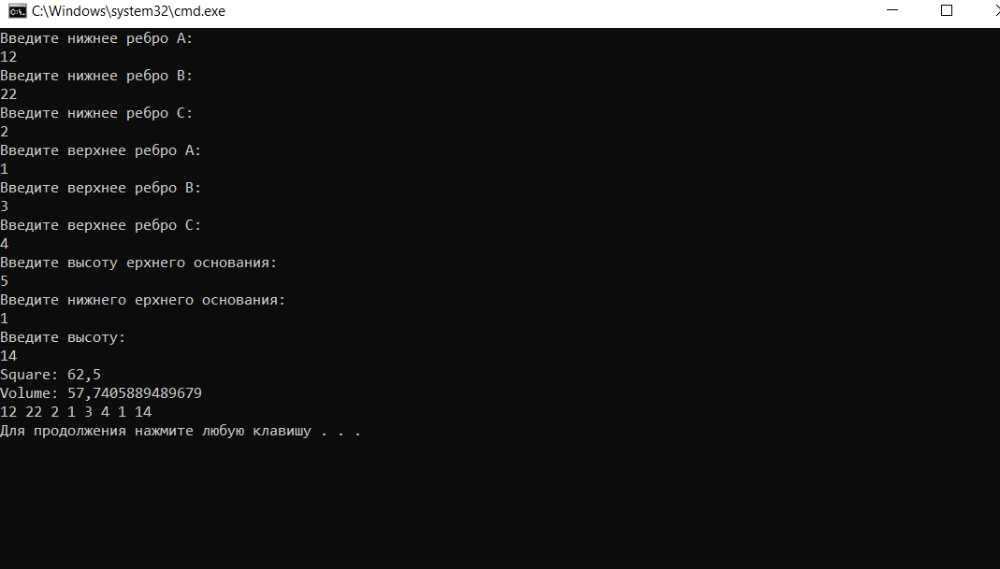 C:\Windows\system32\cmd.exe
Введите нижнее ребро A:
12
Введите нижнее ребро B:
22
Введите нижнее ребро C:
2
Введите верхнее ребро A:
1
Введите верхнее ребро B:
3
Введите верхнее ребро C:
4
Введите высоту ерхнего основания:
5
Введите нижнего ерхнего основания:
1
Введите высоту:
14
Square: 62,5
Volume: 57,7405889489679
12 22 2 1 3 4 1 14
Для продолжения нажмите любую клавишу . . .